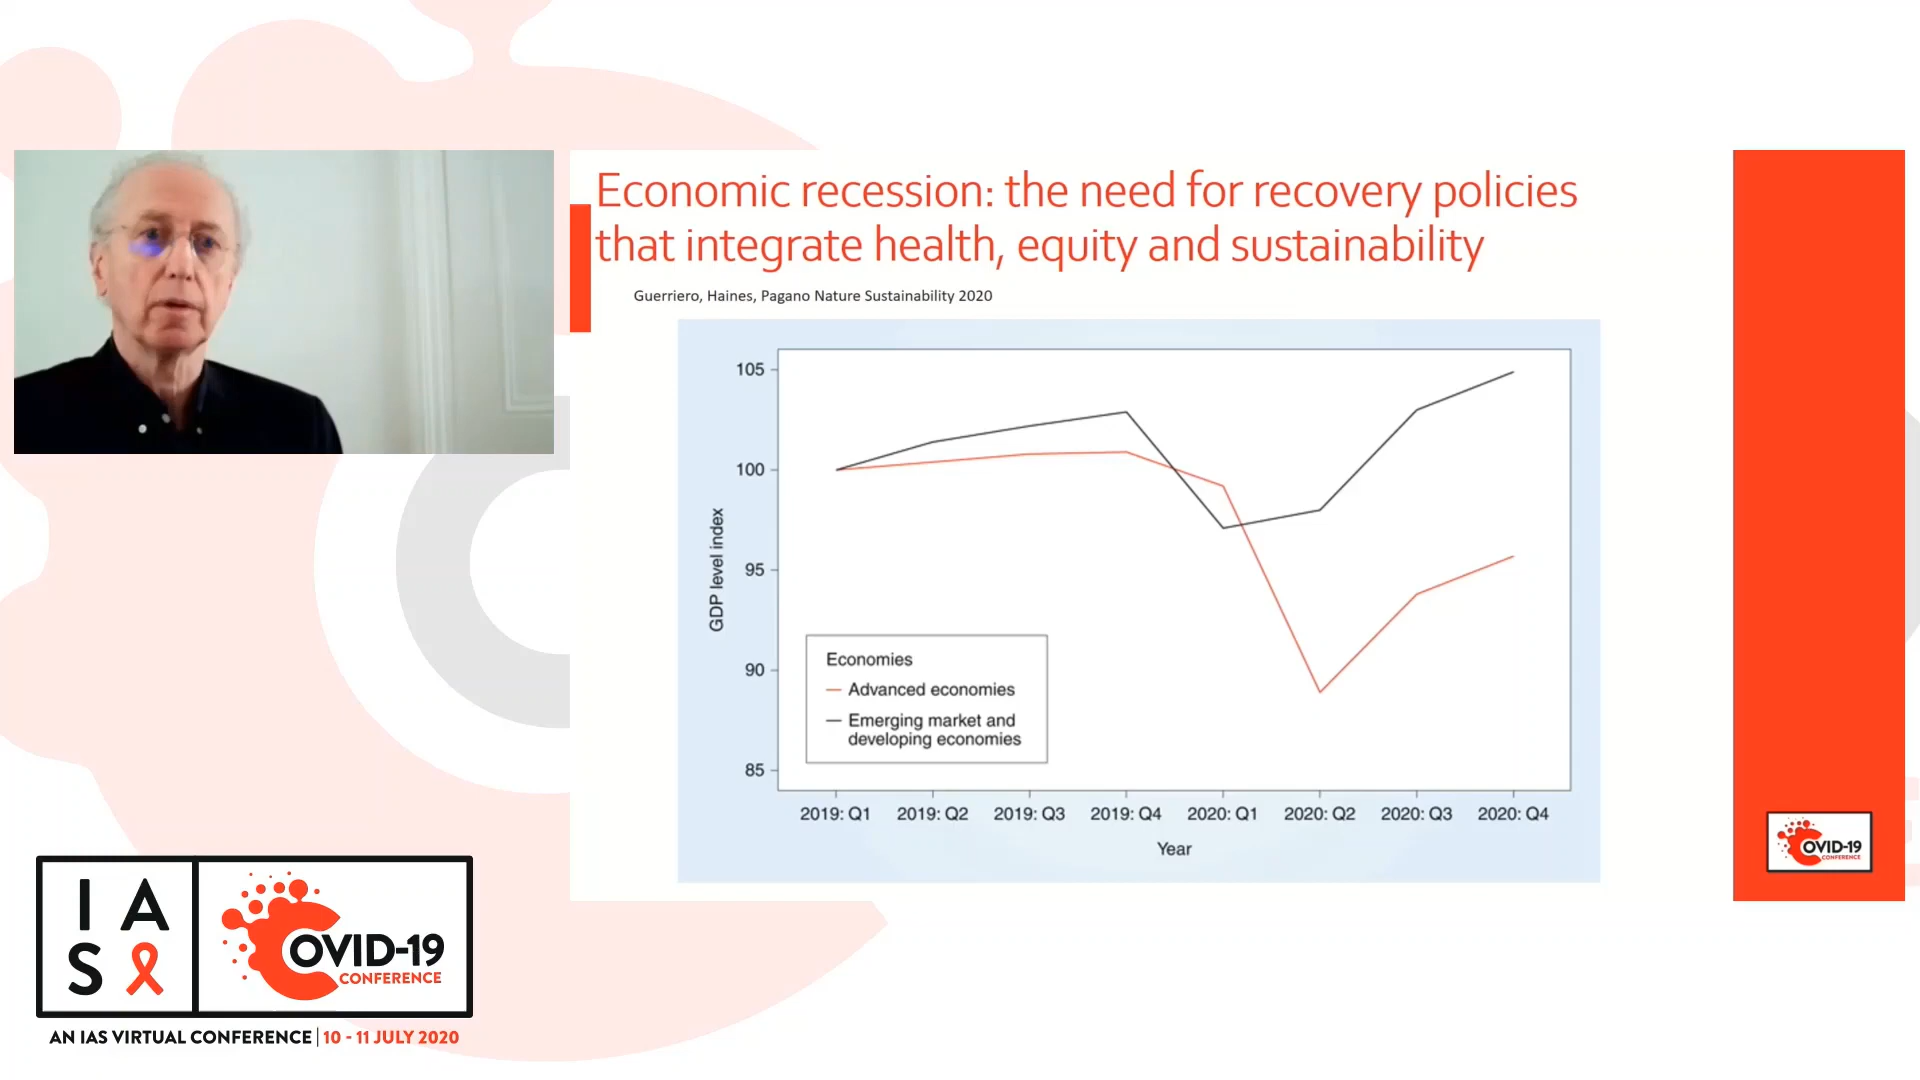 Economic recession: the need for recovery policies
that integrate health, equity and sustainability
Guerriero, Haines, Pagano Nature Sustainability 2020
105
100
95
90
85
GDP level index
Economies
Advanced economies
Emerging market and
developing economies
2019: Q1 2019: Q2 2019: Q3 2019: Q4 2020: Q1 2020: Q2 2020: Q3 2020: Q4
Year
OVID-19
CONFERENCE
I A
S
COVID-19
CONFERENCE
AN IAS VIRTUAL CONFERENCE | 10 - 11 JULY 2020